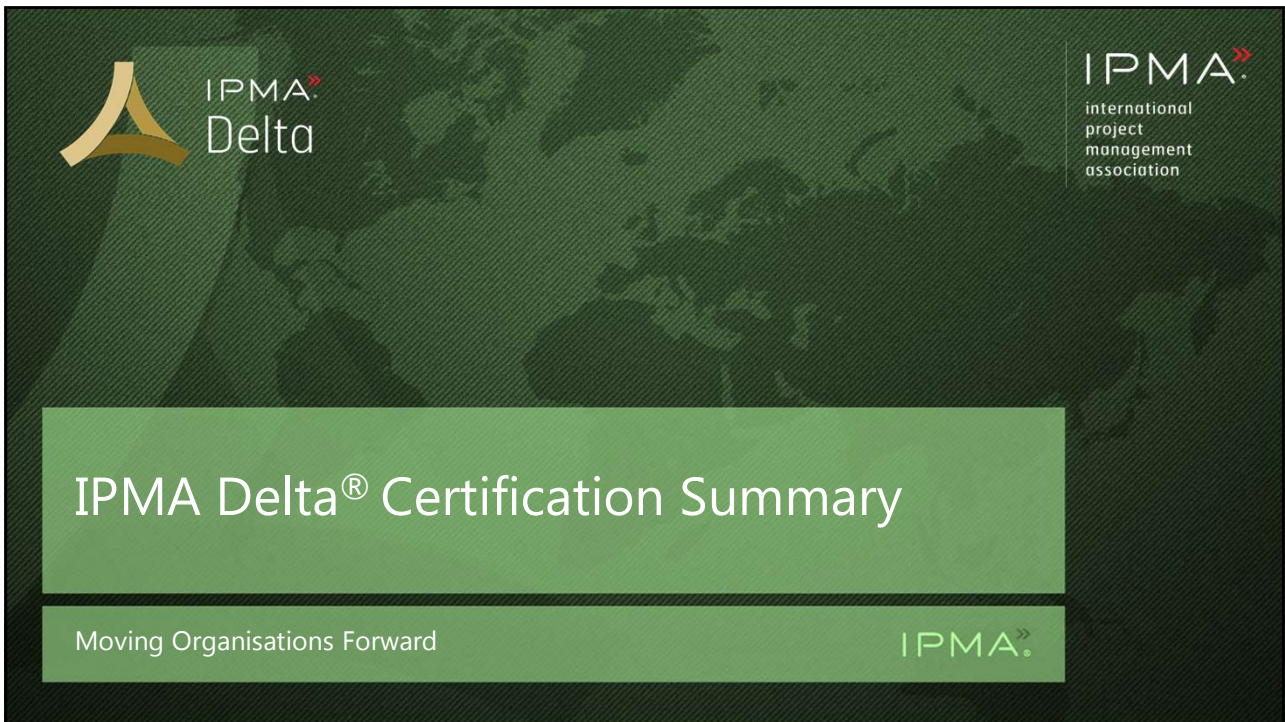 IPMA®
Delta
IPMA®
international
project
management
association
IPMA Delta® Certification Summary
Moving Organisations Forward
IPMA®